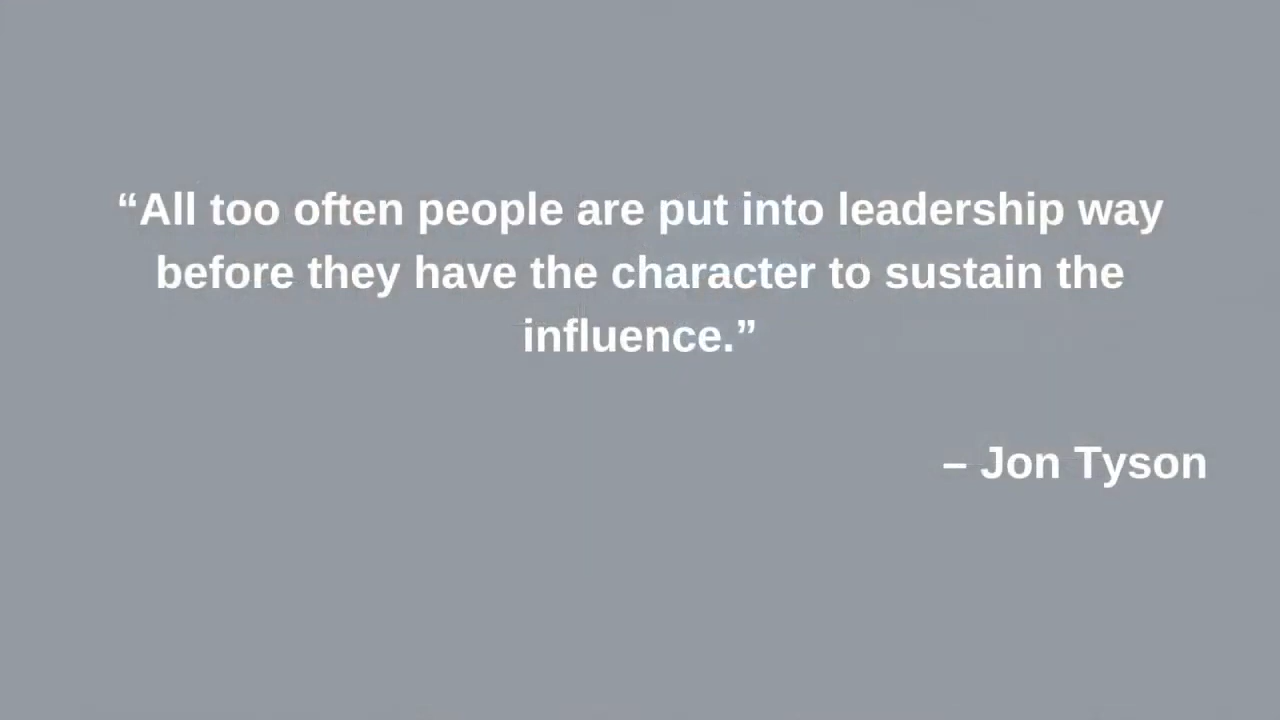 “All too often people are put into leadership way
before they have the character to sustain the
influence.”
– Jon Tyson